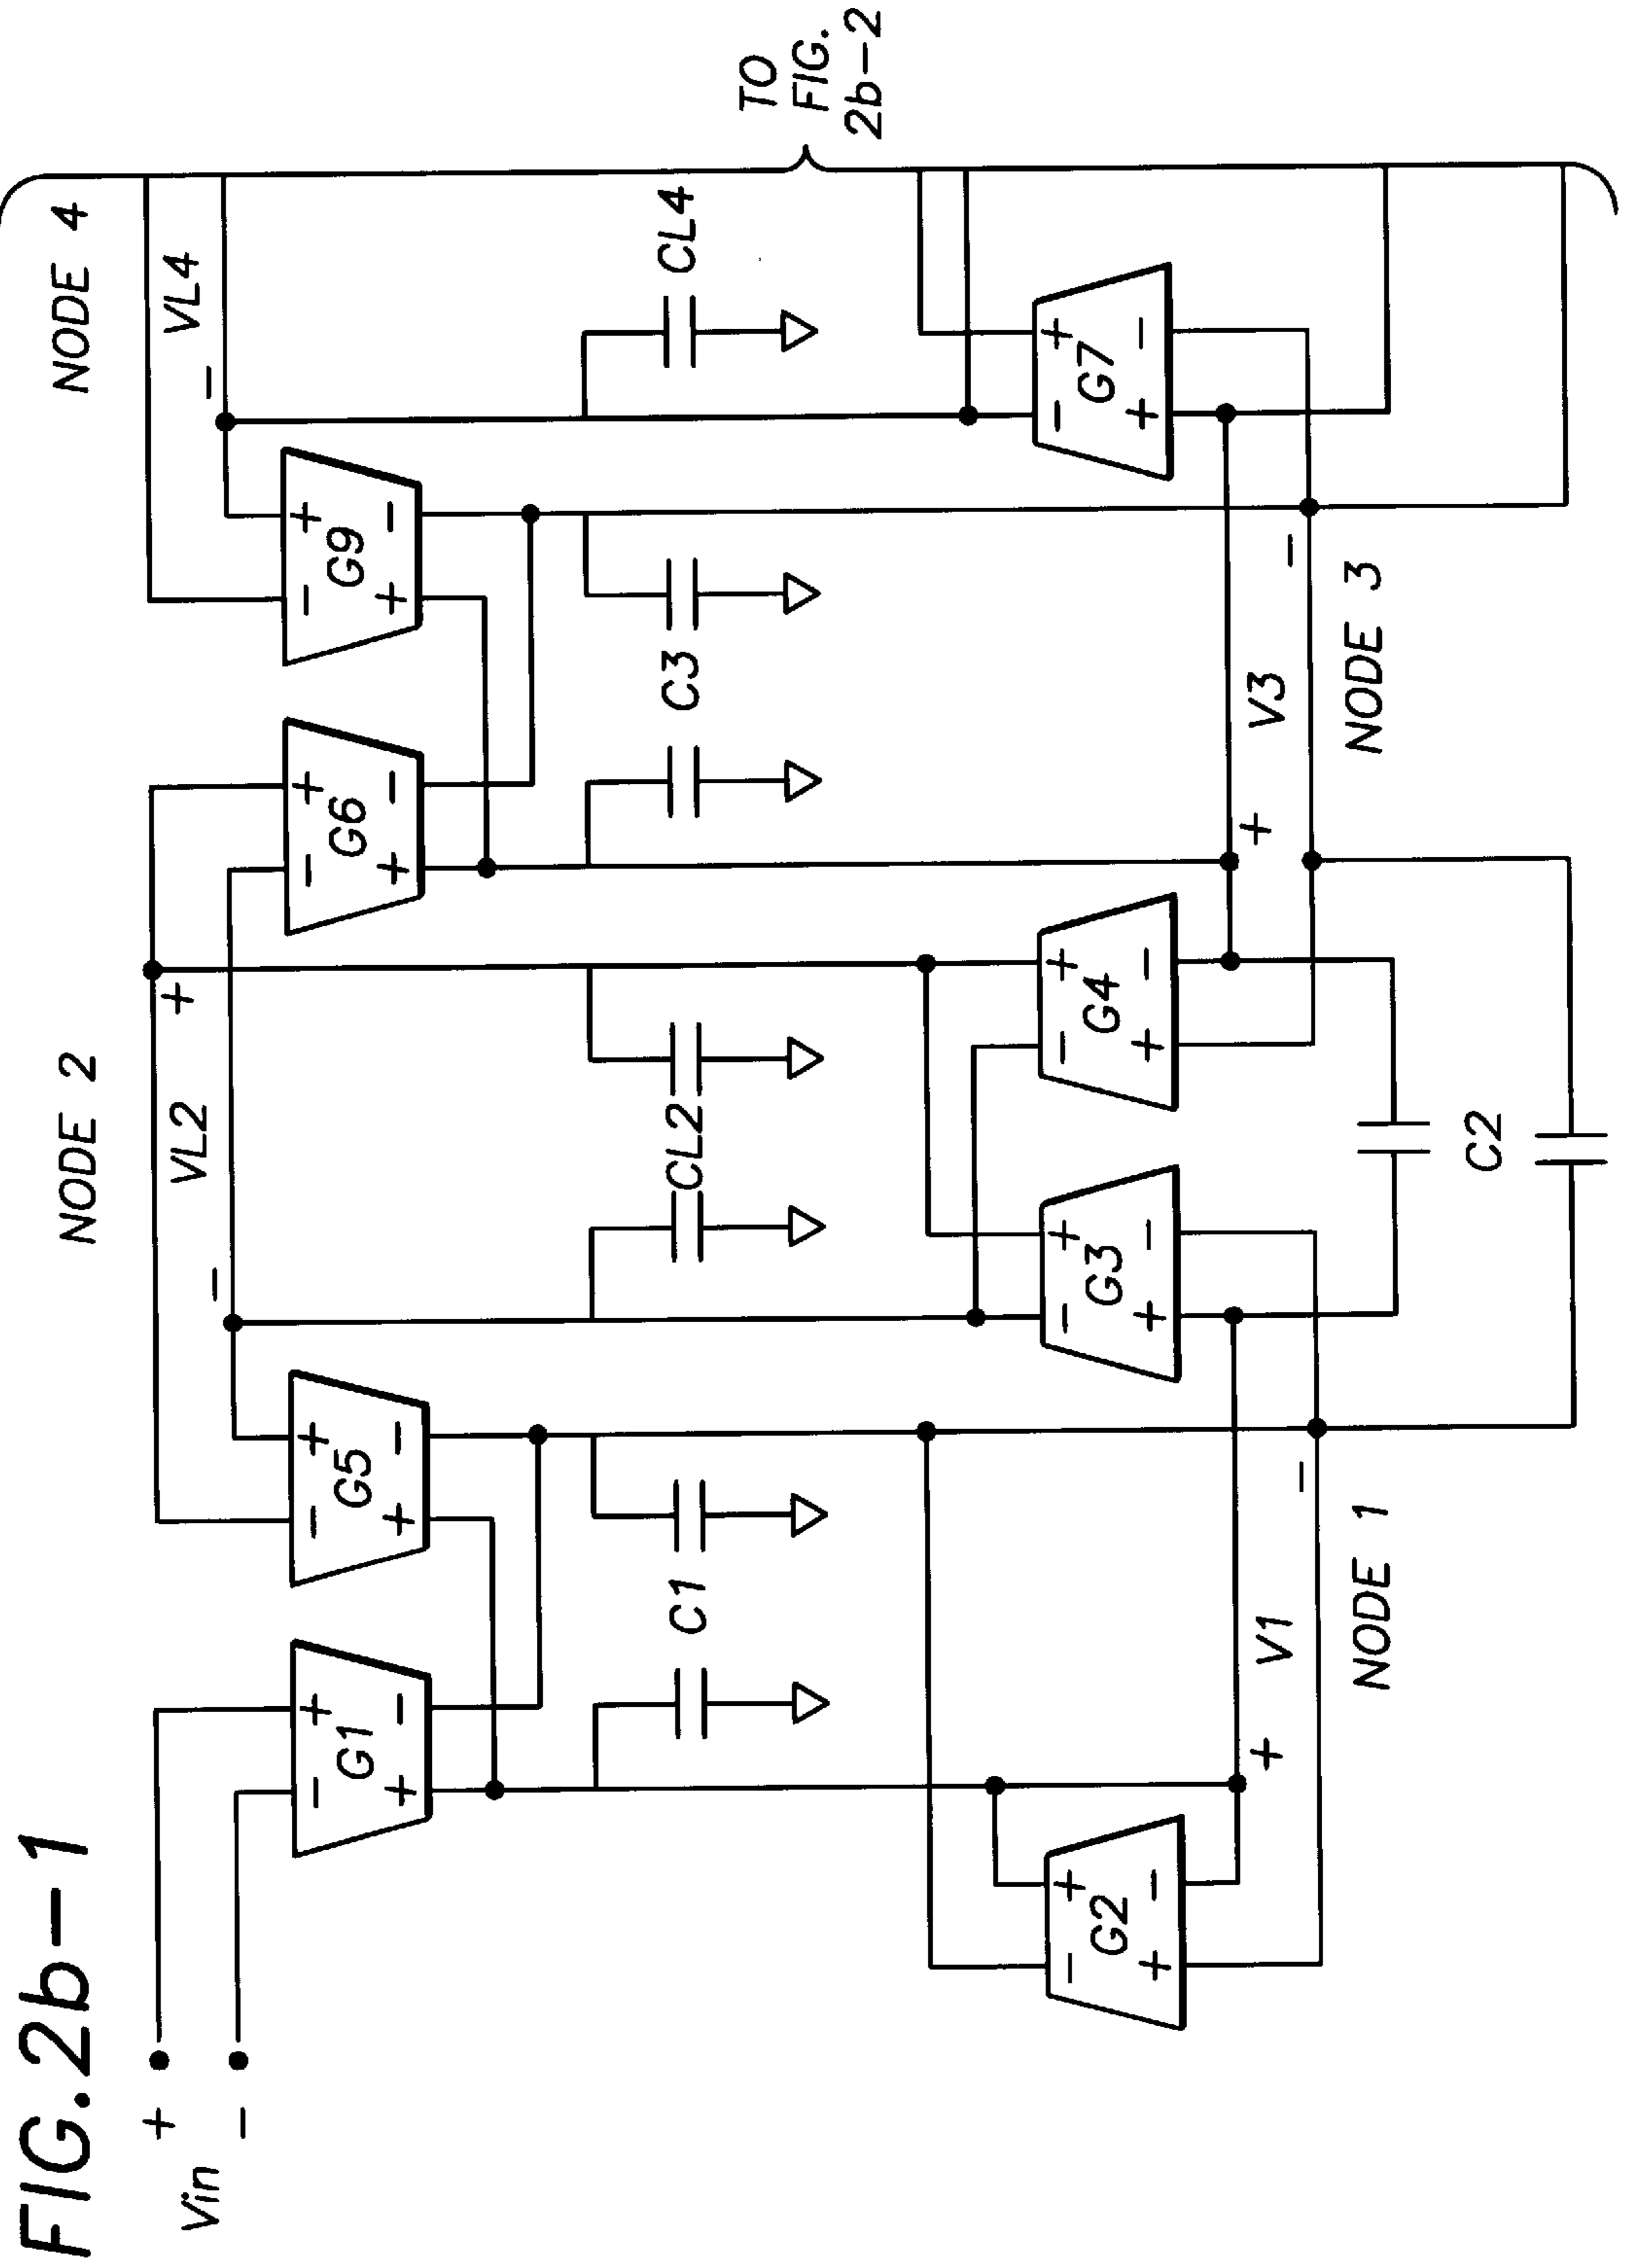 FIG.2b-1
NODE 2
NODE 4
+
Vin
-
VL2
-
+
VL4
-
- G1 +
+ -
- G5 +
+ -
- G6 +
+ -
- G9 +
+ -
C1
CL2
C3
CL4
TO
FIG.
2b-2
- G2 +
+ -
- G3 +
+ -
- G4 +
+ -
- G7 +
+ -
+ V1 -
+ V3 -
NODE 1
C2
NODE 3